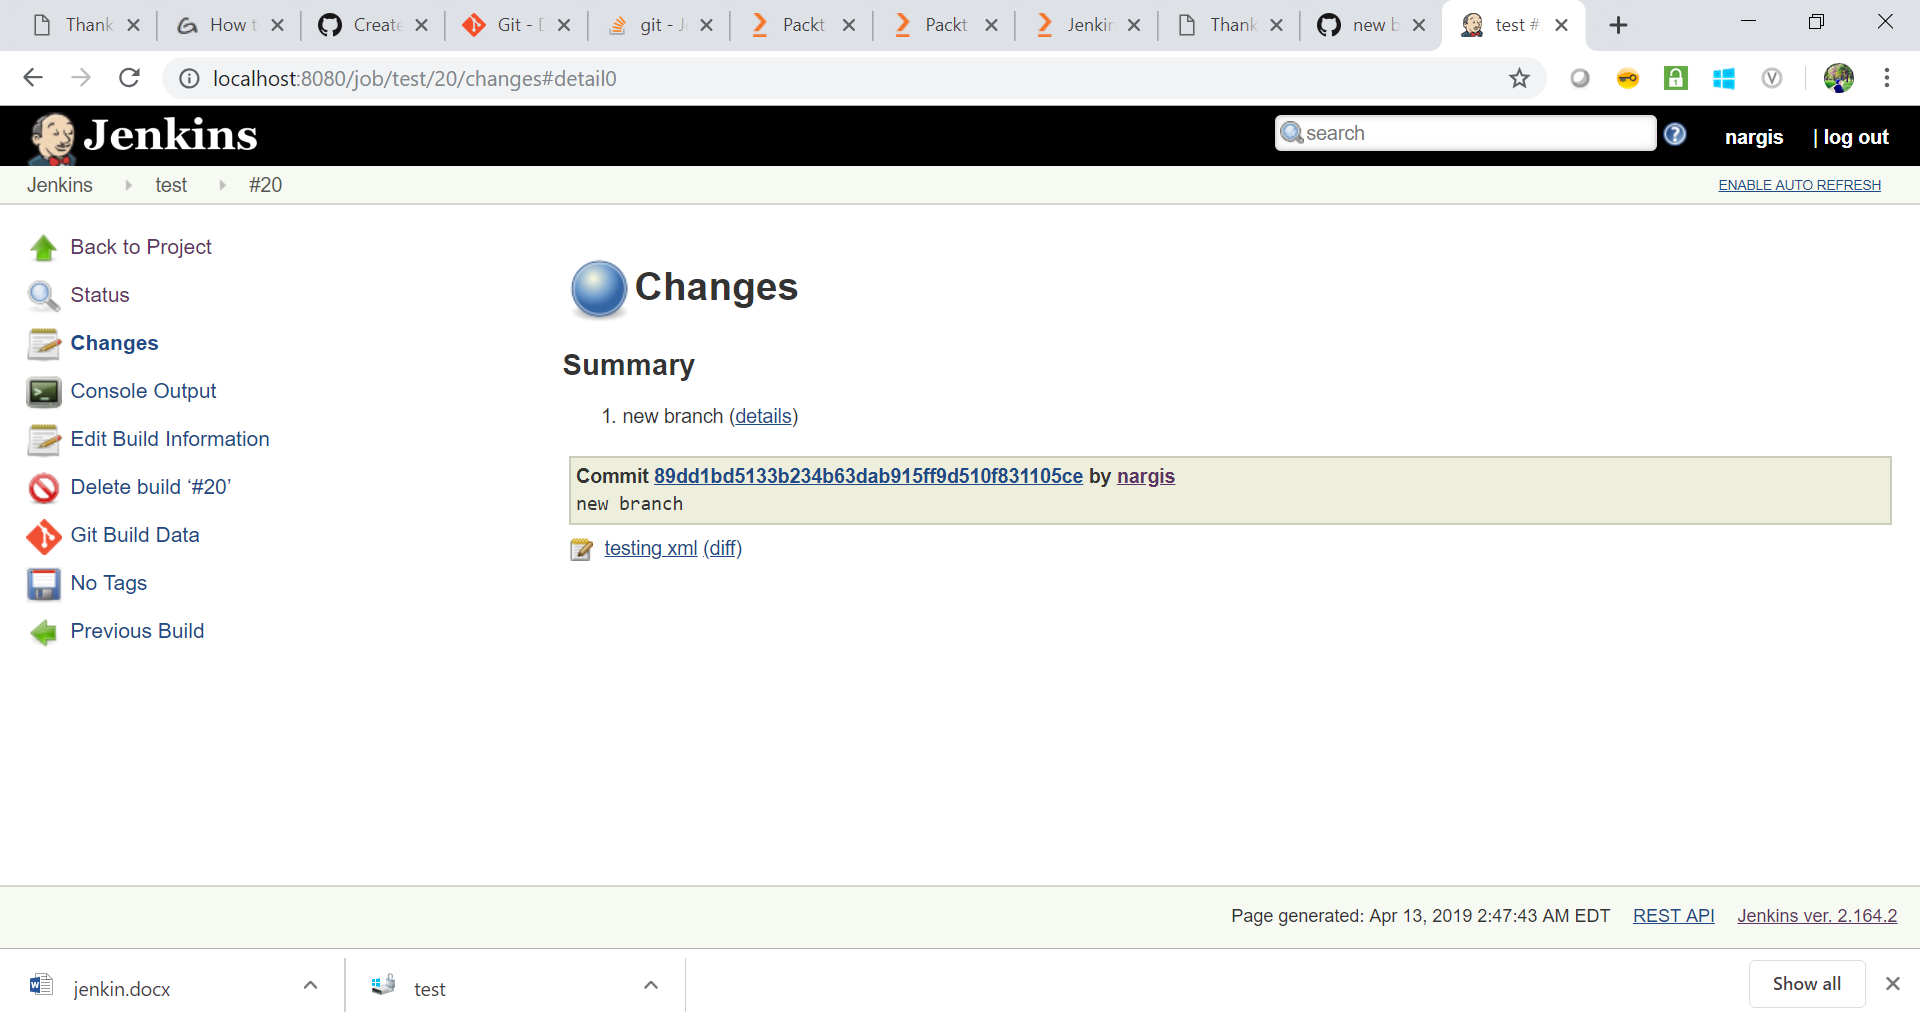 Thank How t Create Git - D git - J Packt Packt Jenkin Thank new b test #
localhost:8080/job/test/20/changes#detail0
Jenkins search nargis | log out
Jenkins test #20 ENABLE AUTO REFRESH
Back to Project
Status
Changes
Console Output
Edit Build Information
Delete build ‘#20’
Git Build Data
No Tags
Previous Build
Changes
Summary
1. new branch (details)
Commit 89dd1bd5133b234b63dab915ff9d510f831105ce by nargis
new branch
testing xml (diff)
Page generated: Apr 13, 2019 2:47:43 AM EDT REST API Jenkins ver. 2.164.2
jenkin.docx test Show all